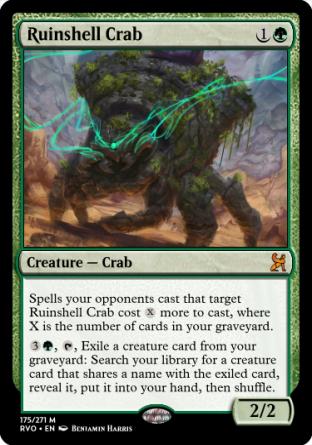 Ruinshell Crab 1
Creature — Crab
Spells your opponents cast that target
Ruinshell Crab cost X more to cast, where
X is the number of cards in your graveyard.
3, , Exile a creature card from your
graveyard: Search your library for a creature
card that shares a name with the exiled card,
reveal it, put it into your hand, then shuffle.
2/2
175/271 M
RVO • EN Benjamin Harris